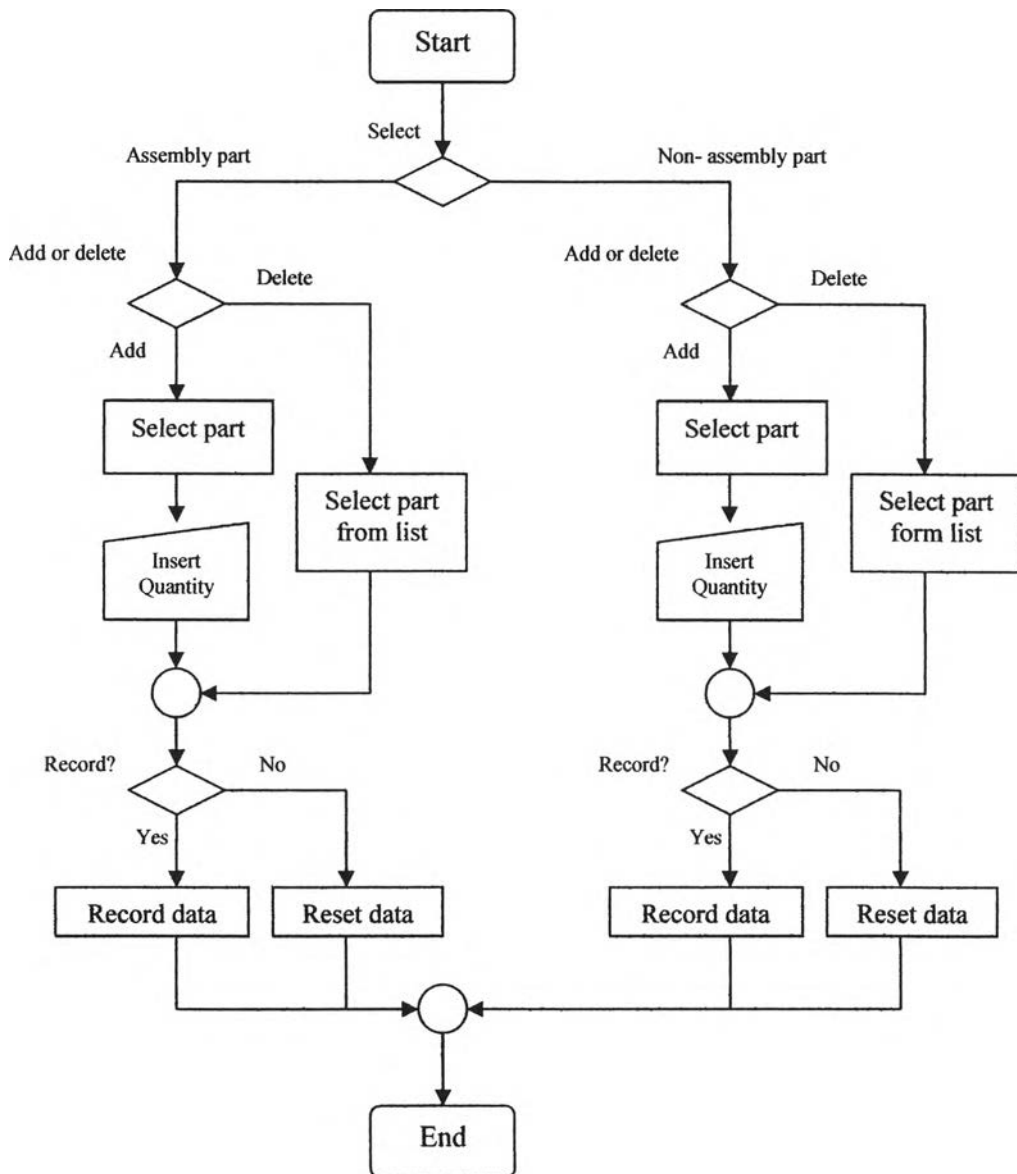 Start
Select
Assembly part
Non- assembly part
Add or delete
Delete
Add
Select part
Select part
from list
Insert
Quantity
Record?
No
Yes
Record data
Reset data
Add or delete
Delete
Add
Select part
Select part
form list
Insert
Quantity
Record?
No
Yes
Record data
Reset data
End